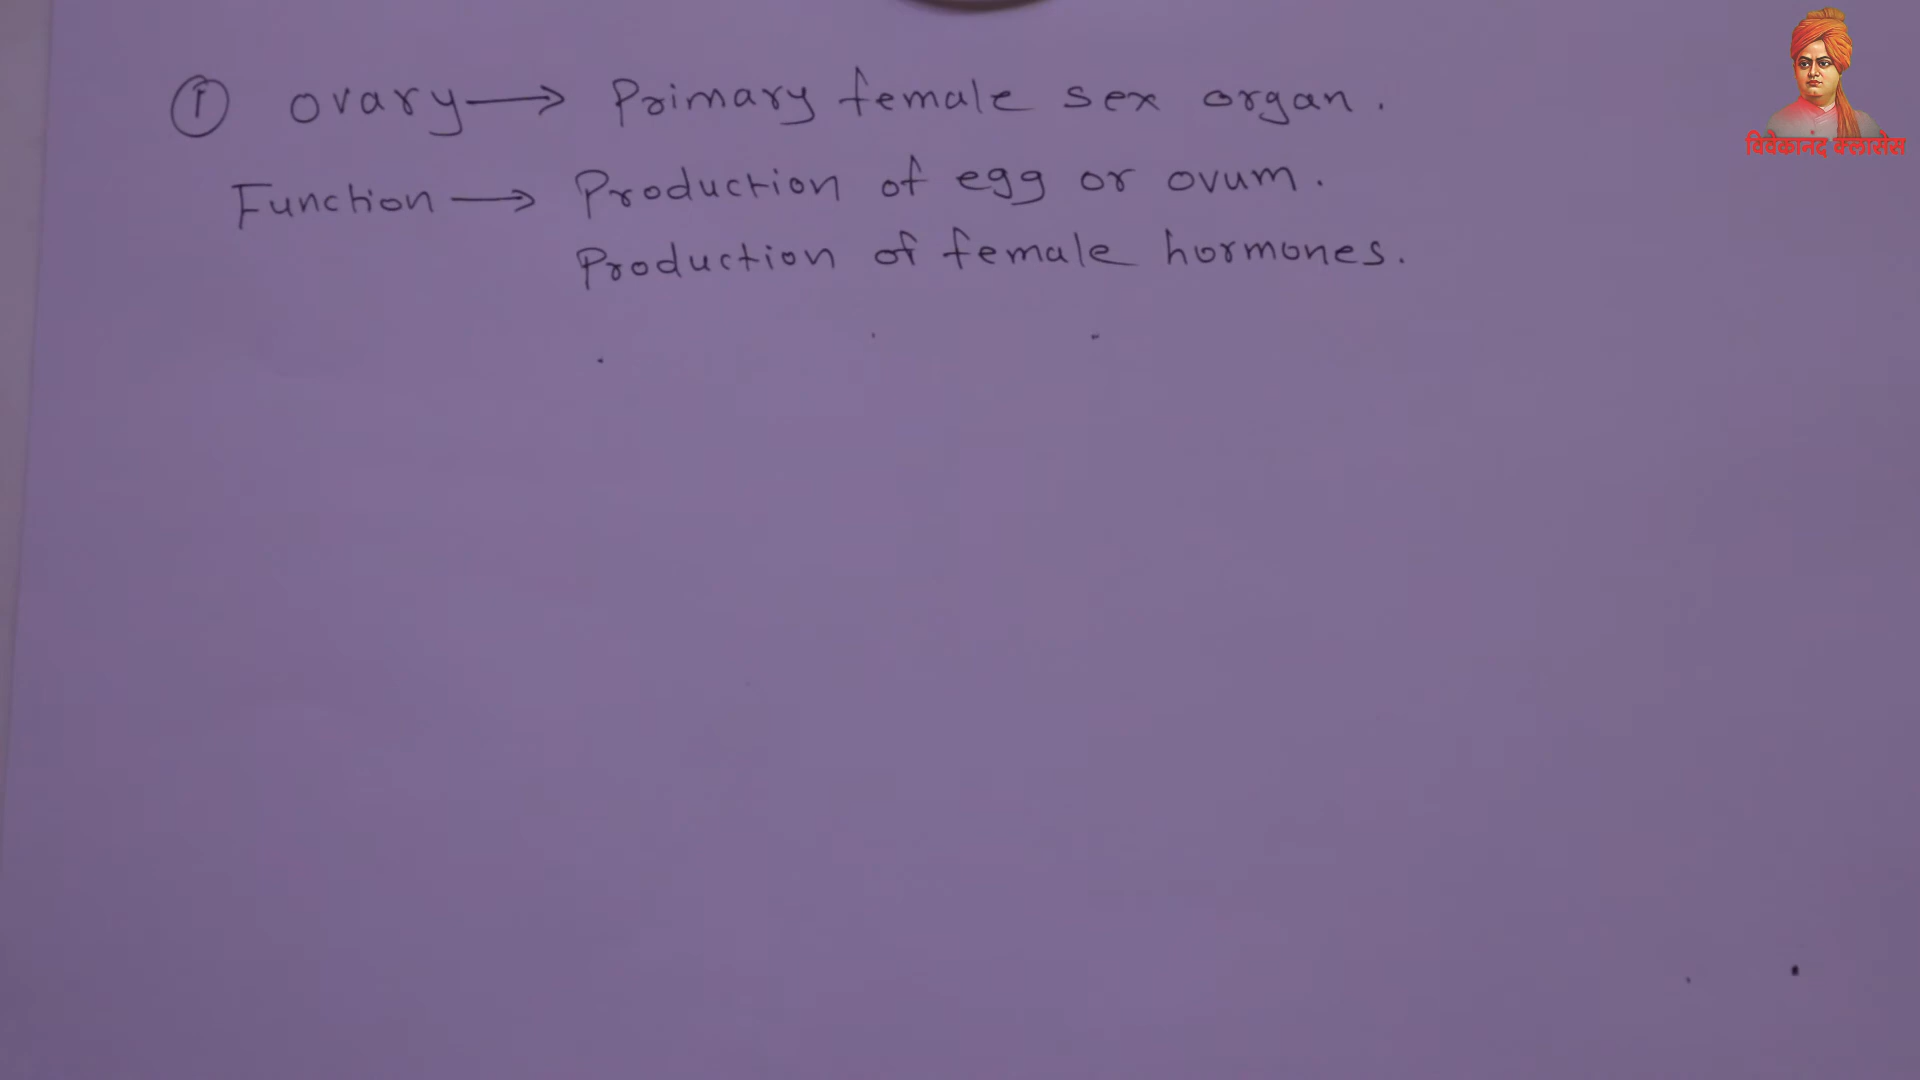 ① Ovary → Primary female sex organ.
Function → Production of egg or ovum.
Production of female hormones.
विवेकानंद क्लासेस